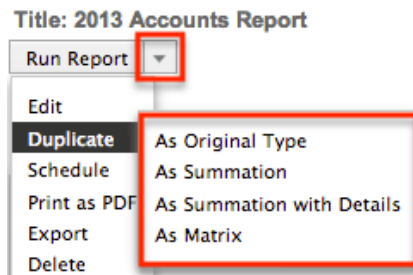 Title: 2013 Accounts Report
Run Report
Edit
Duplicate
As Original Type
Schedule
As Summation
Print as PDF
As Summation with Details
Export
As Matrix
Delete